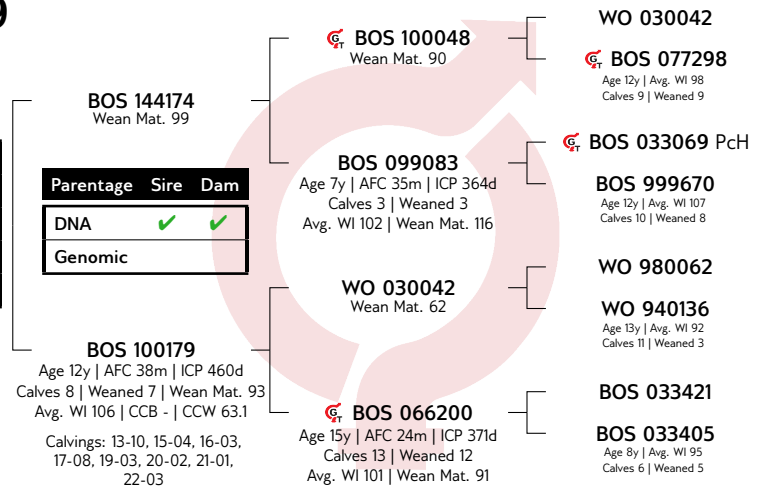 9
BOS 144174
Wean Mat. 99
Parentage Sire Dam
DNA ✔ ✔
Genomic
BOS 100179
Age 12y | AFC 38m | ICP 460d
Calves 8 | Weaned 7 | Wean Mat. 93
Avg. WI 106 | CCB - | CCW 63.1
Calvings: 13-10, 15-04, 16-03,
17-08, 19-03, 20-02, 21-01,
22-03
GT BOS 100048
Wean Mat. 90
BOS 099083
Age 7y | AFC 35m | ICP 364d
Calves 3 | Weaned 3
Avg. WI 102 | Wean Mat. 116
WO 030042
Wean Mat. 62
GT BOS 066200
Age 15y | AFC 24m | ICP 371d
Calves 13 | Weaned 12
Avg. WI 101 | Wean Mat. 91
WO 030042
GT BOS 077298
Age 12y | Avg. WI 98
Calves 9 | Weaned 9
GT BOS 033069 PcH
BOS 999670
Age 12y | Avg. WI 107
Calves 10 | Weaned 8
WO 980062
WO 940136
Age 13y | Avg. WI 92
Calves 11 | Weaned 3
BOS 033421
BOS 033405
Age 8y | Avg. WI 95
Calves 6 | Weaned 5